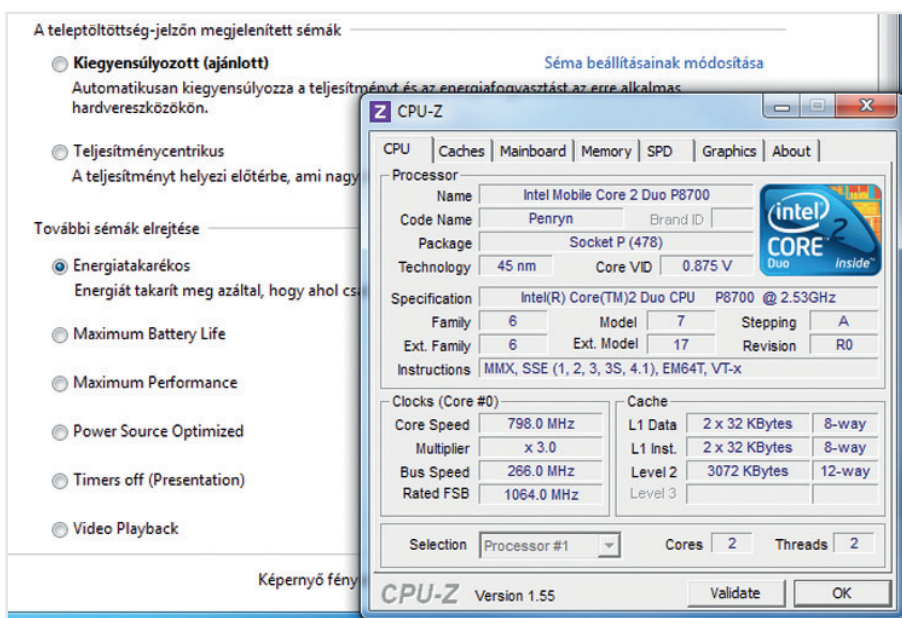 A teleptöltöttség-jelzőn megjelenített sémák
Kiegyensúlyozott (ajánlott) Séma beállításainak módosítása
Automatikusan kiegyensúlyozza a teljesítményt és az energiafogyasztást az erre alkalmas
hardvereszközökön.
Teljesítménycentrikus
A teljesítményt helyezi előtérbe, ami nagy
További sémák elrejtése
Energiatakarékos
Energiát takarít meg azáltal, hogy ahol
Maximum Battery Life
Maximum Performance
Power Source Optimized
Timers off (Presentation)
Video Playback
Képernyő
CPU-Z
CPU Caches Mainboard Memory SPD Graphics About
Processor
Name Intel Mobile Core 2 Duo P8700
Code Name Penryn Brand ID
Package Socket P (478)
Technology 45 nm Core VID 0.875 V
intel
CORE 2
Duo inside
Specification Intel(R) Core(TM)2 Duo CPU P8700 @ 2.53GHz
Family 6 Model 7 Stepping A
Ext. Family 6 Ext. Model 17 Revision R0
Instructions MMX, SSE (1, 2, 3, 3S, 4.1), EM64T, VT-x
Clocks (Core #0)
Core Speed 798.0 MHz
Multiplier x 3.0
Bus Speed 266.0 MHz
Rated FSB 1064.0 MHz
Cache
L1 Data 2 x 32 KBytes 8-way
L1 Inst. 2 x 32 KBytes 8-way
Level 2 3072 KBytes 12-way
Level 3
Selection Processor #1 Cores 2 Threads 2
CPU-Z Version 1.55 Validate OK